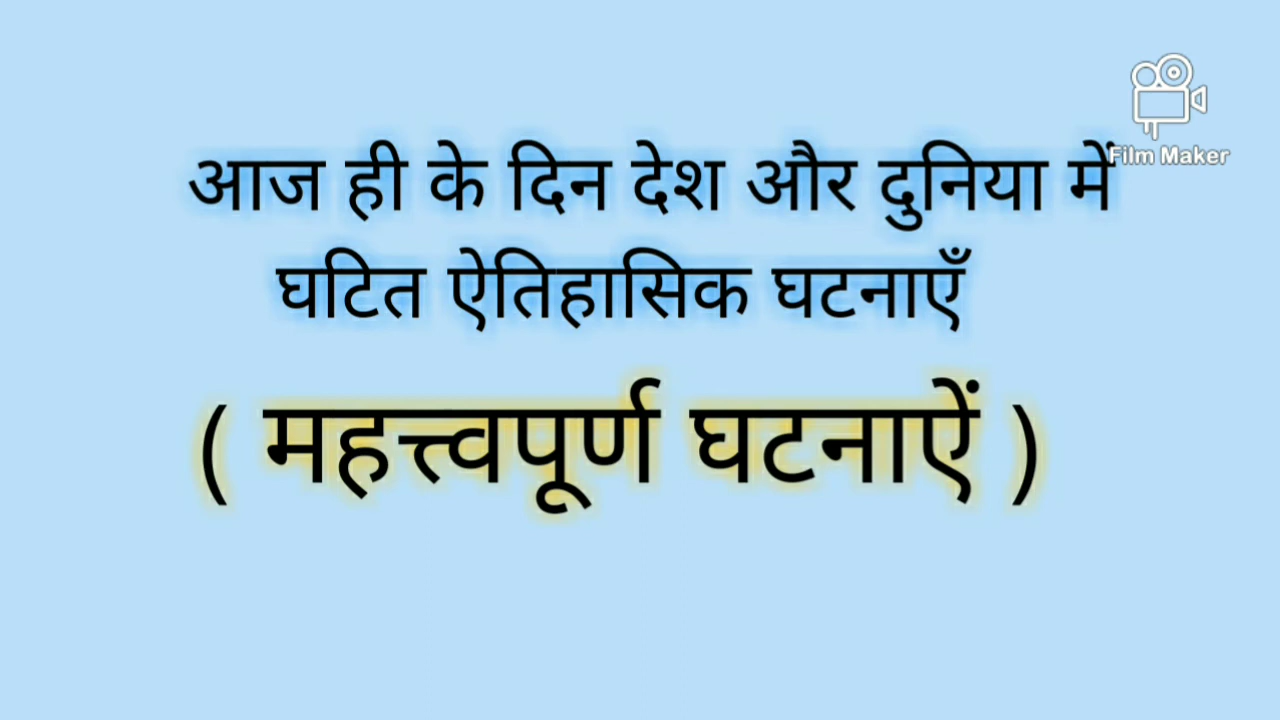 आज ही के दिन देश और दुनिया में
घटित ऐतिहासिक घटनाएँ
( महत्त्वपूर्ण घटनाऐं )
Film Maker